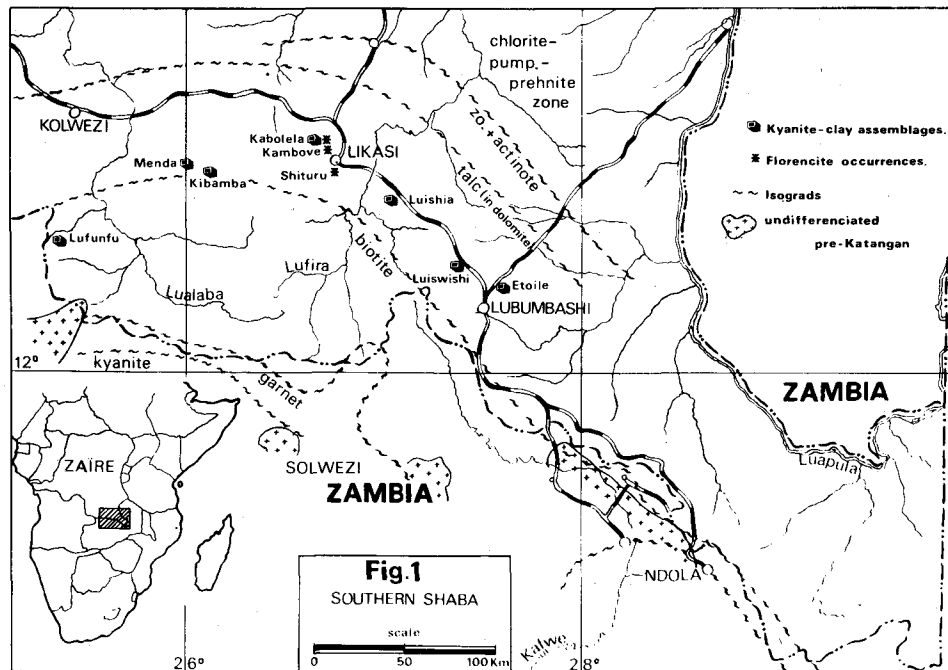 chlorite-
pump.-
prehnite
zone
KOLWEZI
zo. + actinote
Kyanite-clay assemblages.
Kabolela
Kambove
LIKASI
Florencite occurrences.
Menda
Kibamba
Shituru
talc (in dolomite)
Isograds
Luishia
undifferenciated
pre-Katangan
Lufunfu
biotite
Lufira
Luiswishi
Etoile
Lualaba
LUBUMBASHI
12°
kyanite
garnet
ZAMBIA
ZAÏRE
SOLWEZI
ZAMBIA
Luapula
Fig.1
SOUTHERN SHABA
NDOLA
scale
0 50 100 Km
Kafwe
26°
28°